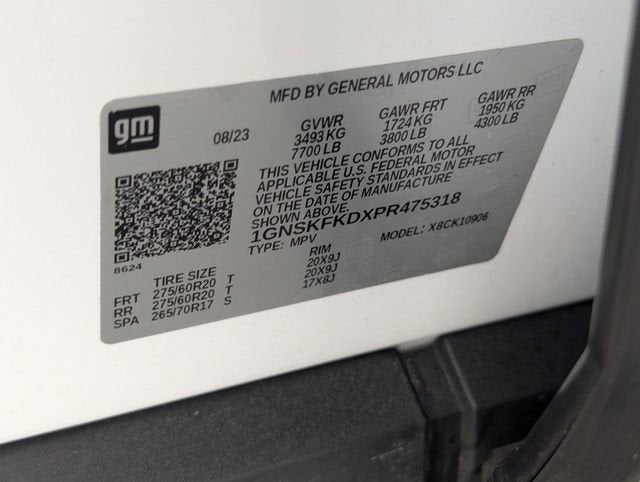 MFD BY GENERAL MOTORS LLC
gm
08/23
GVWR GAWR FRT GAWR RR
3493 KG 1724 KG 1950 KG
7700 LB 3800 LB 4300 LB
THIS VEHICLE CONFORMS TO ALL
APPLICABLE U.S. FEDERAL MOTOR
VEHICLE SAFETY STANDARDS IN EFFECT
ON THE DATE OF MANUFACTURE
SHOWN ABOVE.
1GNSKFKDXPR475318
TYPE: MPV MODEL: X8CK10906
8624
TIRE SIZE RIM
FRT 275/60R20 T 20X9J
RR 275/60R20 T 20X9J
SPA 265/70R17 S 17X8J